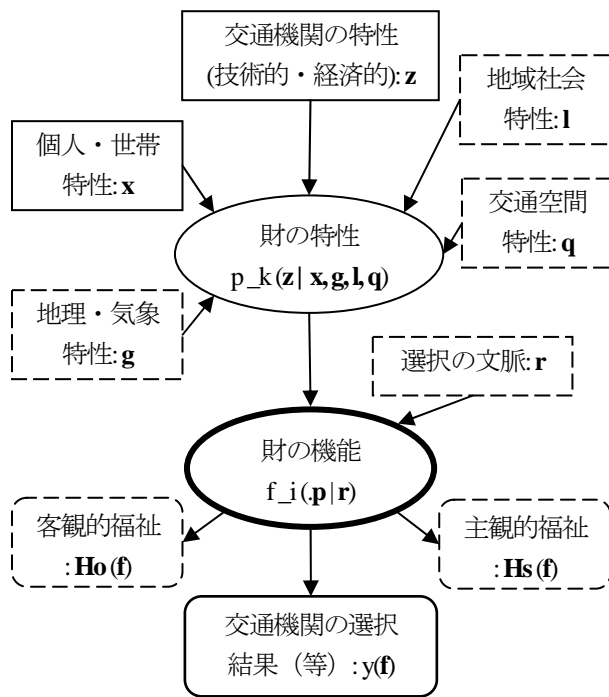 交通機関の特性
(技術的・経済的): z
地域社会
特性: l
個人・世帯
特性: x
交通空間
特性: q
財の特性
p_k(z| x,g,l,q)
地理・気象
特性: g
選択の文脈: r
財の機能
f_i(.p|r)
客観的福祉
: Ho(f)
主観的福祉
: Hs(f)
交通機関の選択
結果（等）: y(f)